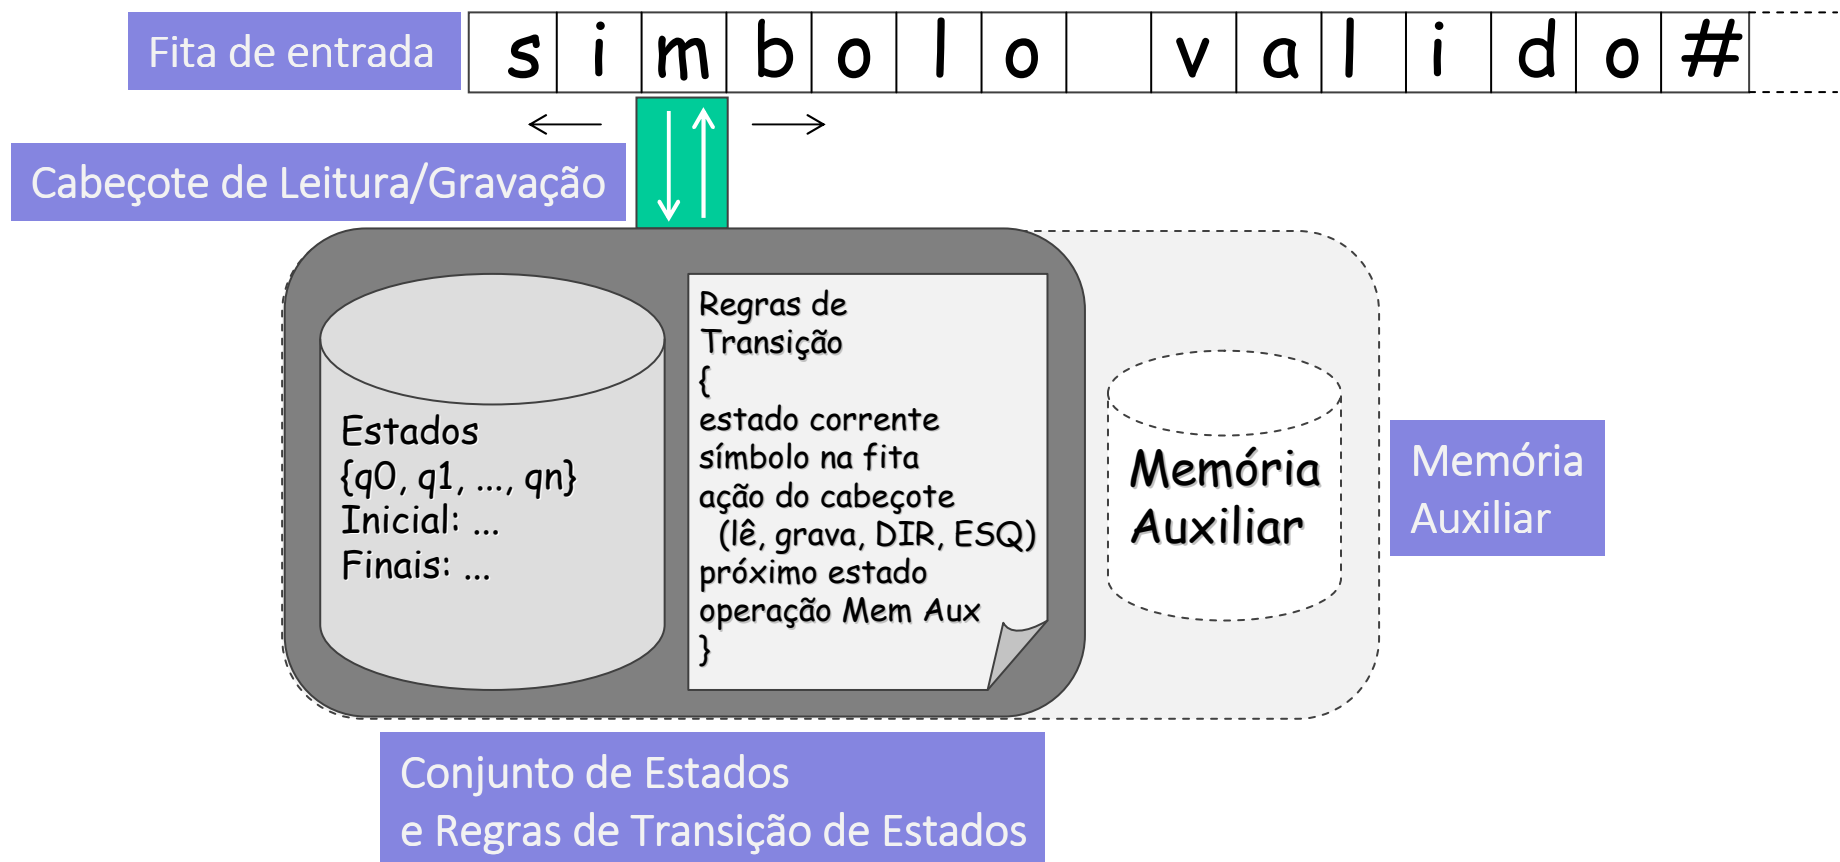 Fita de entrada
s i m b o l o v a l i d o #
Cabeçote de Leitura/Gravação
Regras de
Transição
{
estado corrente
símbolo na fita
ação do cabeçote
(lê, grava, DIR, ESQ)
próximo estado
operação Mem Aux
}
Estados
{q0, q1, ..., qn}
Inicial: ...
Finais: ...
Memória
Auxiliar
Memória
Auxiliar
Conjunto de Estados
e Regras de Transição de Estados